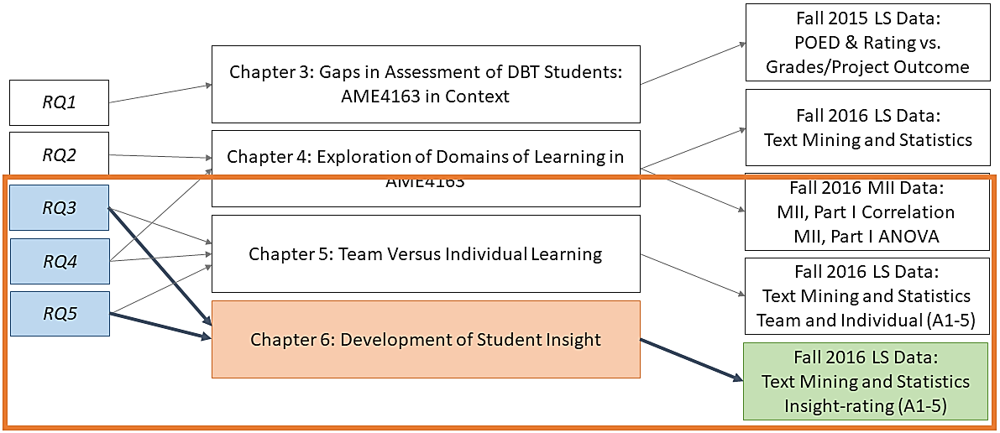 RQ1
RQ2
RQ3
RQ4
RQ5
Chapter 3: Gaps in Assessment of DBT Students:
AME4163 in Context
Chapter 4: Exploration of Domains of Learning in
AME4163
Chapter 5: Team Versus Individual Learning
Chapter 6: Development of Student Insight
Fall 2015 LS Data:
POED & Rating vs.
Grades/Project Outcome
Fall 2016 LS Data:
Text Mining and Statistics
Fall 2016 MII Data:
MII, Part I Correlation
MII, Part I ANOVA
Fall 2016 LS Data:
Text Mining and Statistics
Team and Individual (A1-5)
Fall 2016 LS Data:
Text Mining and Statistics
Insight-rating (A1-5)